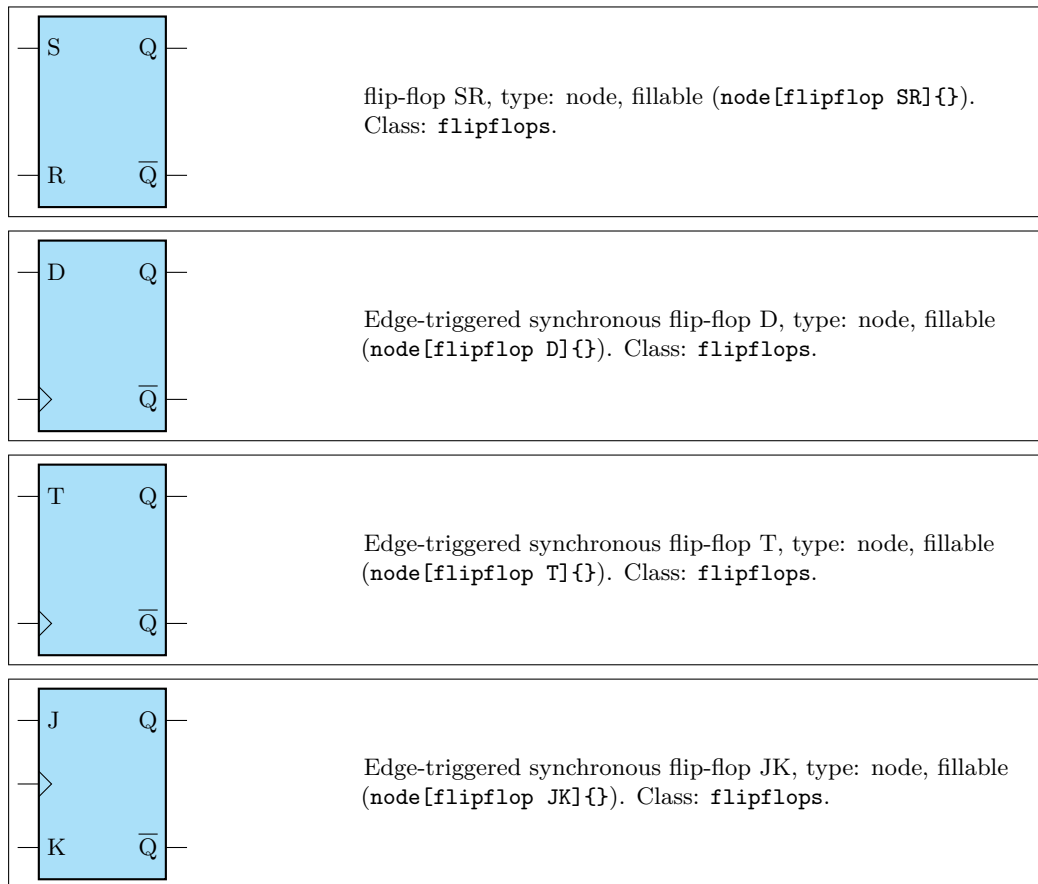 S Q
R Q̅
flip-flop SR, type: node, fillable (node[flipflop SR]{}).
Class: flipflops.
D Q
Q̅
Edge-triggered synchronous flip-flop D, type: node, fillable
(node[flipflop D]{}). Class: flipflops.
T Q
Q̅
Edge-triggered synchronous flip-flop T, type: node, fillable
(node[flipflop T]{}). Class: flipflops.
J Q
K Q̅
Edge-triggered synchronous flip-flop JK, type: node, fillable
(node[flipflop JK]{}). Class: flipflops.